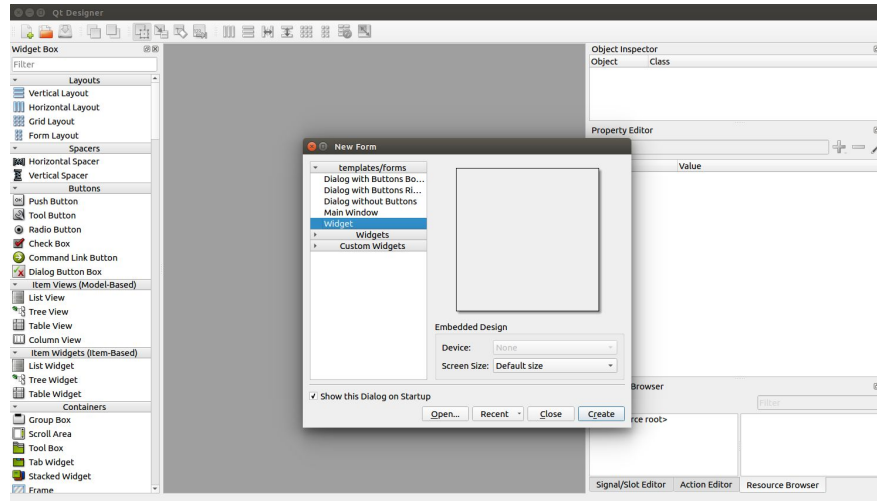 Qt Designer
Widget Box
Filter
Layouts
Vertical Layout
Horizontal Layout
Grid Layout
Form Layout
Spacers
Horizontal Spacer
Vertical Spacer
Buttons
Push Button
Tool Button
Radio Button
Check Box
Command Link Button
Dialog Button Box
Item Views (Model-Based)
List View
Tree View
Table View
Column View
Item Widgets (Item-Based)
List Widget
Tree Widget
Table Widget
Containers
Group Box
Scroll Area
Tool Box
Tab Widget
Stacked Widget
Frame
New Form
templates/forms
Dialog with Buttons Bo...
Dialog with Buttons Ri...
Dialog without Buttons
Main Window
Widget
Widgets
Custom Widgets
Embedded Design
Device: None
Screen Size: Default size
Show this Dialog on Startup
Open... Recent Close Create
Object Inspector
Object Class
Property Editor
Value
Browser
Filter
rce root>
Signal/Slot Editor Action Editor Resource Browser